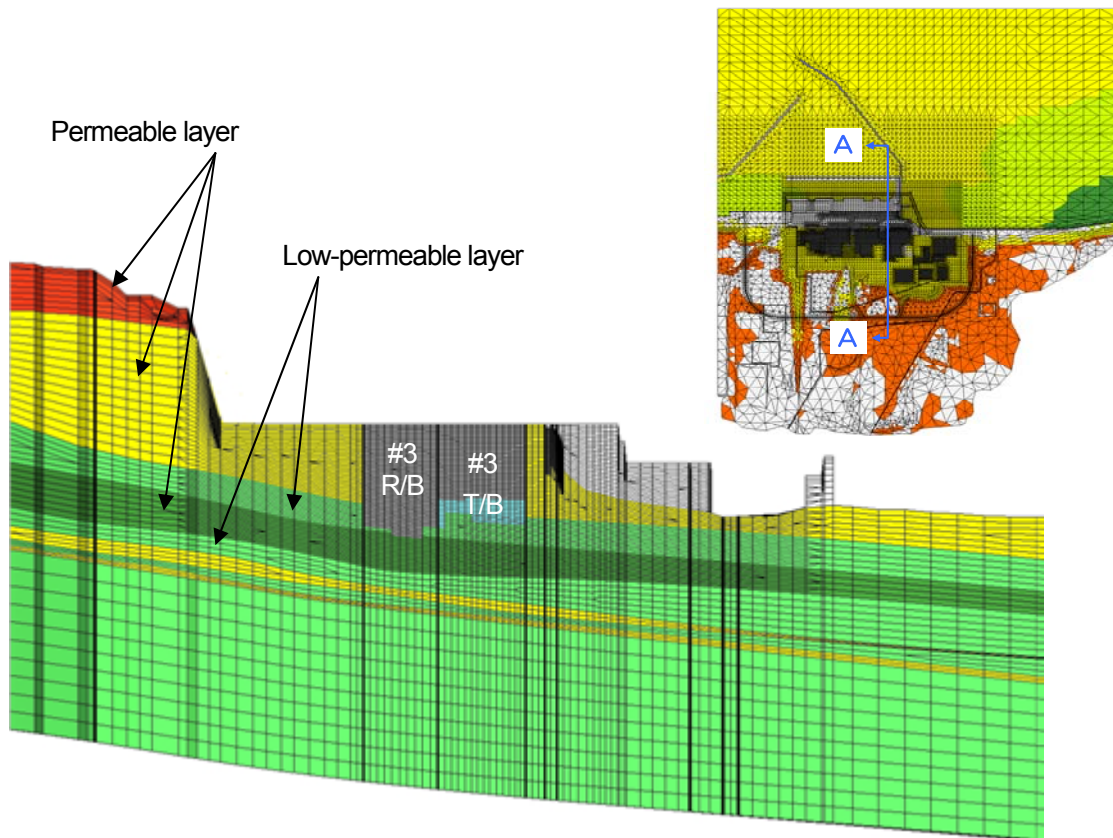 Permeable layer
A
Low-permeable layer
A
#3
R/B
#3
T/B